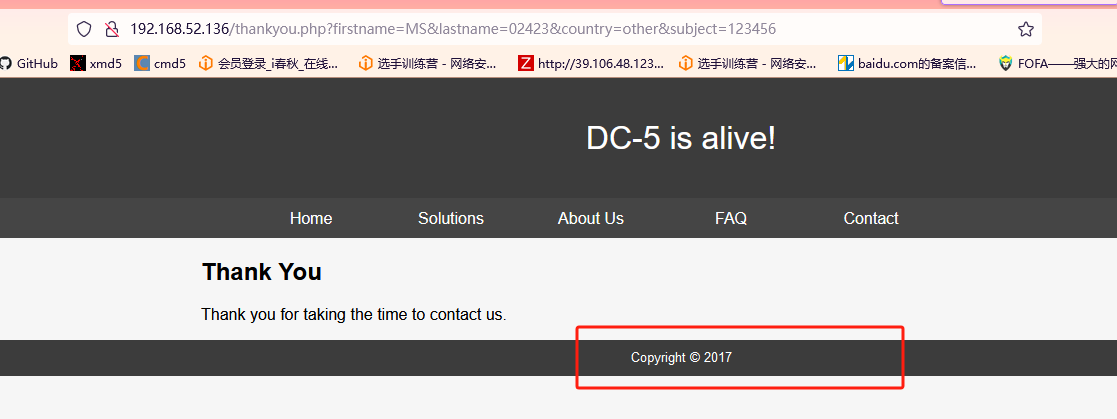 192.168.52.136/thankyou.php?firstname=MS&lastname=02423&country=other&subject=123456
GitHub xmd5 cmd5 会员登录_i春秋_在线... 选手训练营 - 网络安... http://39.106.48.123... 选手训练营 - 网络安... baidu.com的备案信... FOFA——强大的网
DC-5 is alive!
Home Solutions About Us FAQ Contact
Thank You
Thank you for taking the time to contact us.
Copyright © 2017